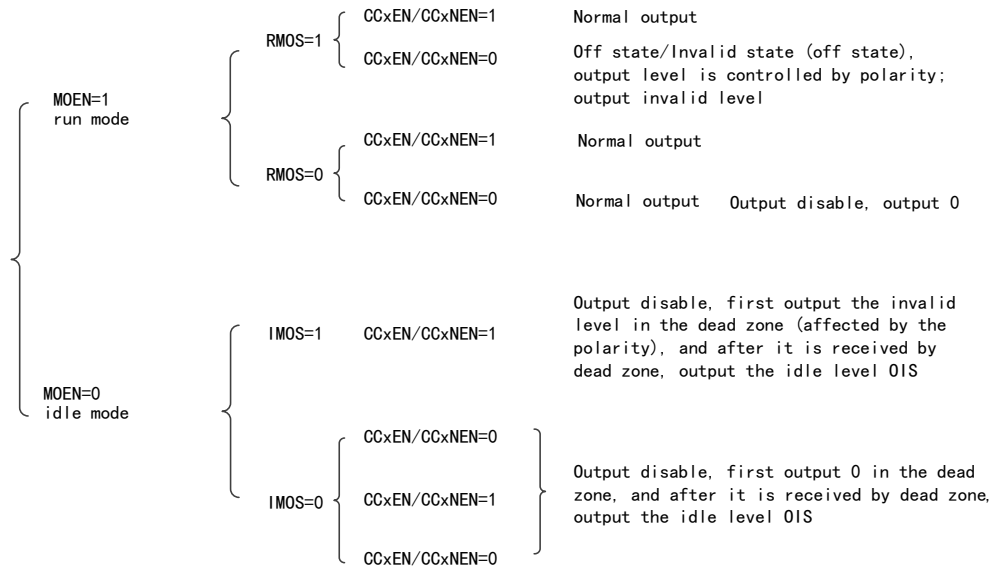 CCxEN/CCxNEN=1 Normal output
RMOS=1
CCxEN/CCxNEN=0 Off state/Invalid state (off state),
output level is controlled by polarity;
output invalid level
MOEN=1
run mode
CCxEN/CCxNEN=1 Normal output
RMOS=0
CCxEN/CCxNEN=0 Normal output Output disable, output 0
IMOS=1 CCxEN/CCxNEN=1
Output disable, first output the invalid
level in the dead zone (affected by the
polarity), and after it is received by
dead zone, output the idle level OIS
MOEN=0
idle mode
CCxEN/CCxNEN=0
IMOS=0 CCxEN/CCxNEN=1
CCxEN/CCxNEN=0
Output disable, first output 0 in the dead
zone, and after it is received by dead zone,
output the idle level OIS